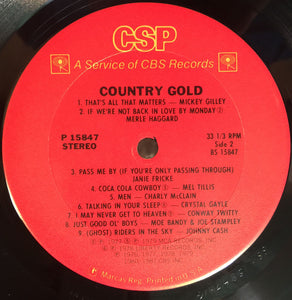 CSP
A Service of CBS Records
COUNTRY GOLD
1. THAT'S ALL THAT MATTERS — MICKEY GILLEY
2. IF WE'RE NOT BACK IN LOVE BY MONDAY ②
MERLE HAGGARD
P 15847
STEREO
33 1/3 RPM
Side 2
BS 15847
3. PASS ME BY (IF YOU'RE ONLY PASSING THROUGH)
JANIE FRICKE
4. COCA COLA COWBOY ① — MEL TILLIS
5. MEN — CHARLY McCLAIN
6. TALKING IN YOUR SLEEP — CRYSTAL GAYLE
7. I MAY NEVER GET TO HEAVEN — CONWAY TWITTY
8. JUST GOOD OL' BOYS — MOE BANDY & JOE STAMPLEY
9. (GHOST) RIDERS IN THE SKY — JOHNNY CASH
Marcas Reg. Printed in U.S.A.